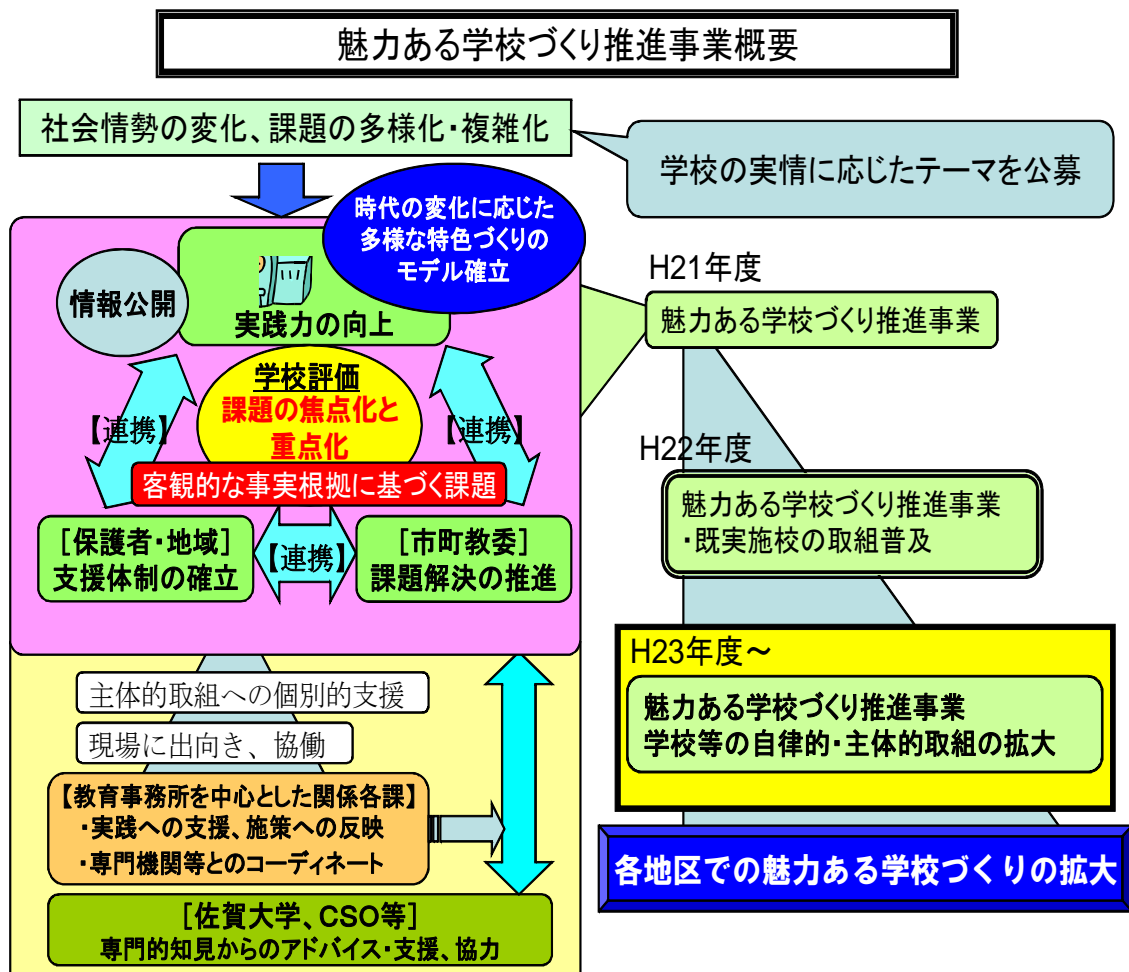 魅力ある学校づくり推進事業概要
社会情勢の変化、課題の多様化・複雑化
学校の実情に応じたテーマを公募
時代の変化に応じた
多様な特色づくりの
モデル確立
情報公開
実践力の向上
学校評価
課題の焦点化と
重点化
【連携】
【連携】
客観的な事実根拠に基づく課題
［保護者・地域］
支援体制の確立
【連携】
［市町教委］
課題解決の推進
主体的取組への個別的支援
現場に出向き、協働
【教育事務所を中心とした関係各課】
・実践への支援、施策への反映
・専門機関等とのコーディネート
［佐賀大学、CSO等］
専門的知見からのアドバイス・支援、協力
H21年度
魅力ある学校づくり推進事業
H22年度
魅力ある学校づくり推進事業
・既実施校の取組普及
H23年度～
魅力ある学校づくり推進事業
学校等の自律的・主体的取組の拡大
各地区での魅力ある学校づくりの拡大